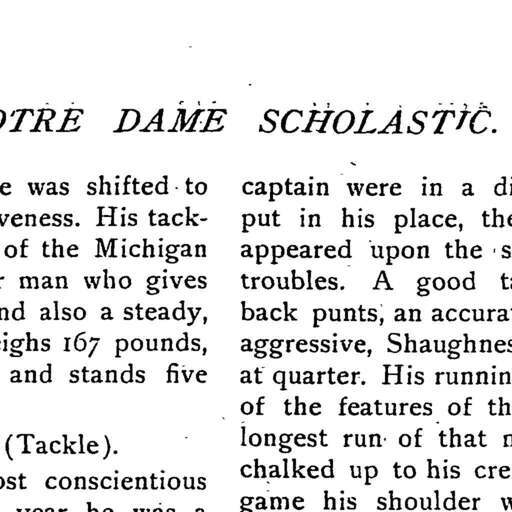 OTRE DAME SCHOLASTIC.
e was shifted to
veness. His tack-
of the Michigan
r man who gives
nd also a steady,
eighs 167 pounds,
and stands five
(Tackle).
ost conscientious
year he was a
captain were in a di
put in his place, the
appeared upon the s
troubles. A good ta
back punts, an accura
aggressive, Shaughnes
at quarter. His runnin
of the features of th
longest run of that n
chalked up to his cre
game his shoulder w